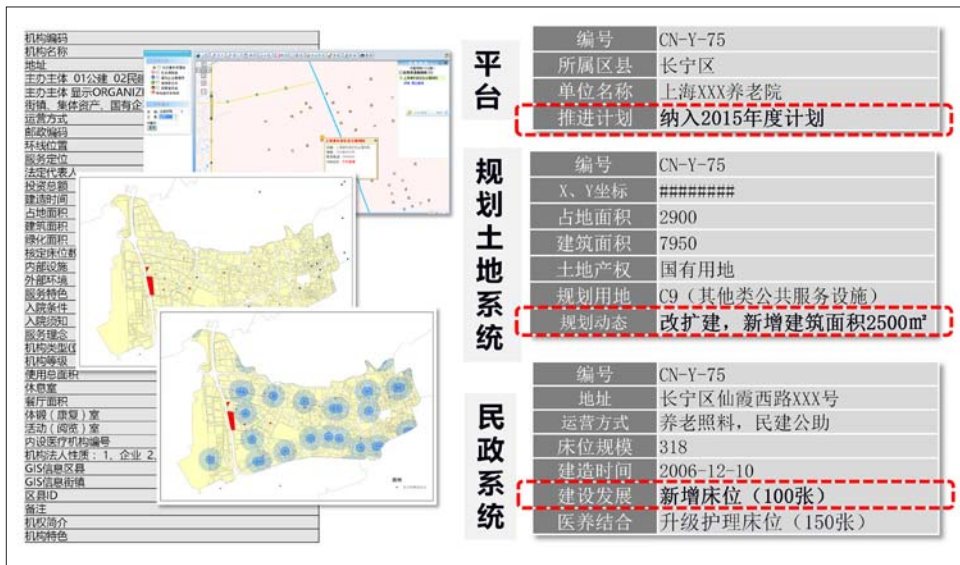 机构编码
机构名称
地址
主办主体 01公建 02民
主办主体 显示ORGANIZ
街镇、集体资产、国有企
运营方式
邮政编码
环线位置
服务定位
法定代表人
投资总额
建造时间
占地面积
建筑面积
绿化面积
核定床位数
内部设施
外部环境
服务特色
入院条件
入院须知
服务理念
机构类型
机构等级
使用总面积
休息室
餐厅面积
体锻（康复）室
活动（阅览）室
内设医疗机构编号
机构法人性质：1、企业 2、
GIS信息区县
GIS信息街镇
区县ID
备注
机权简介
机构特色
平台
编号 CN-Y-75
所属区县 长宁区
单位名称 上海XXX养老院
推进计划 纳入2015年度计划
规划土地系统
编号 CN-Y-75
X、Y坐标 ########
占地面积 2900
建筑面积 7950
土地产权 国有用地
规划用地 C9（其他类公共服务设施）
规划动态 改扩建，新增建筑面积2500㎡
民政系统
编号 CN-Y-75
地址 长宁区仙霞西路XXX号
运营方式 养老照料，民建公助
床位规模 318
建造时间 2006-12-10
建设发展 新增床位（100张）
医养结合 升级护理床位（150张）